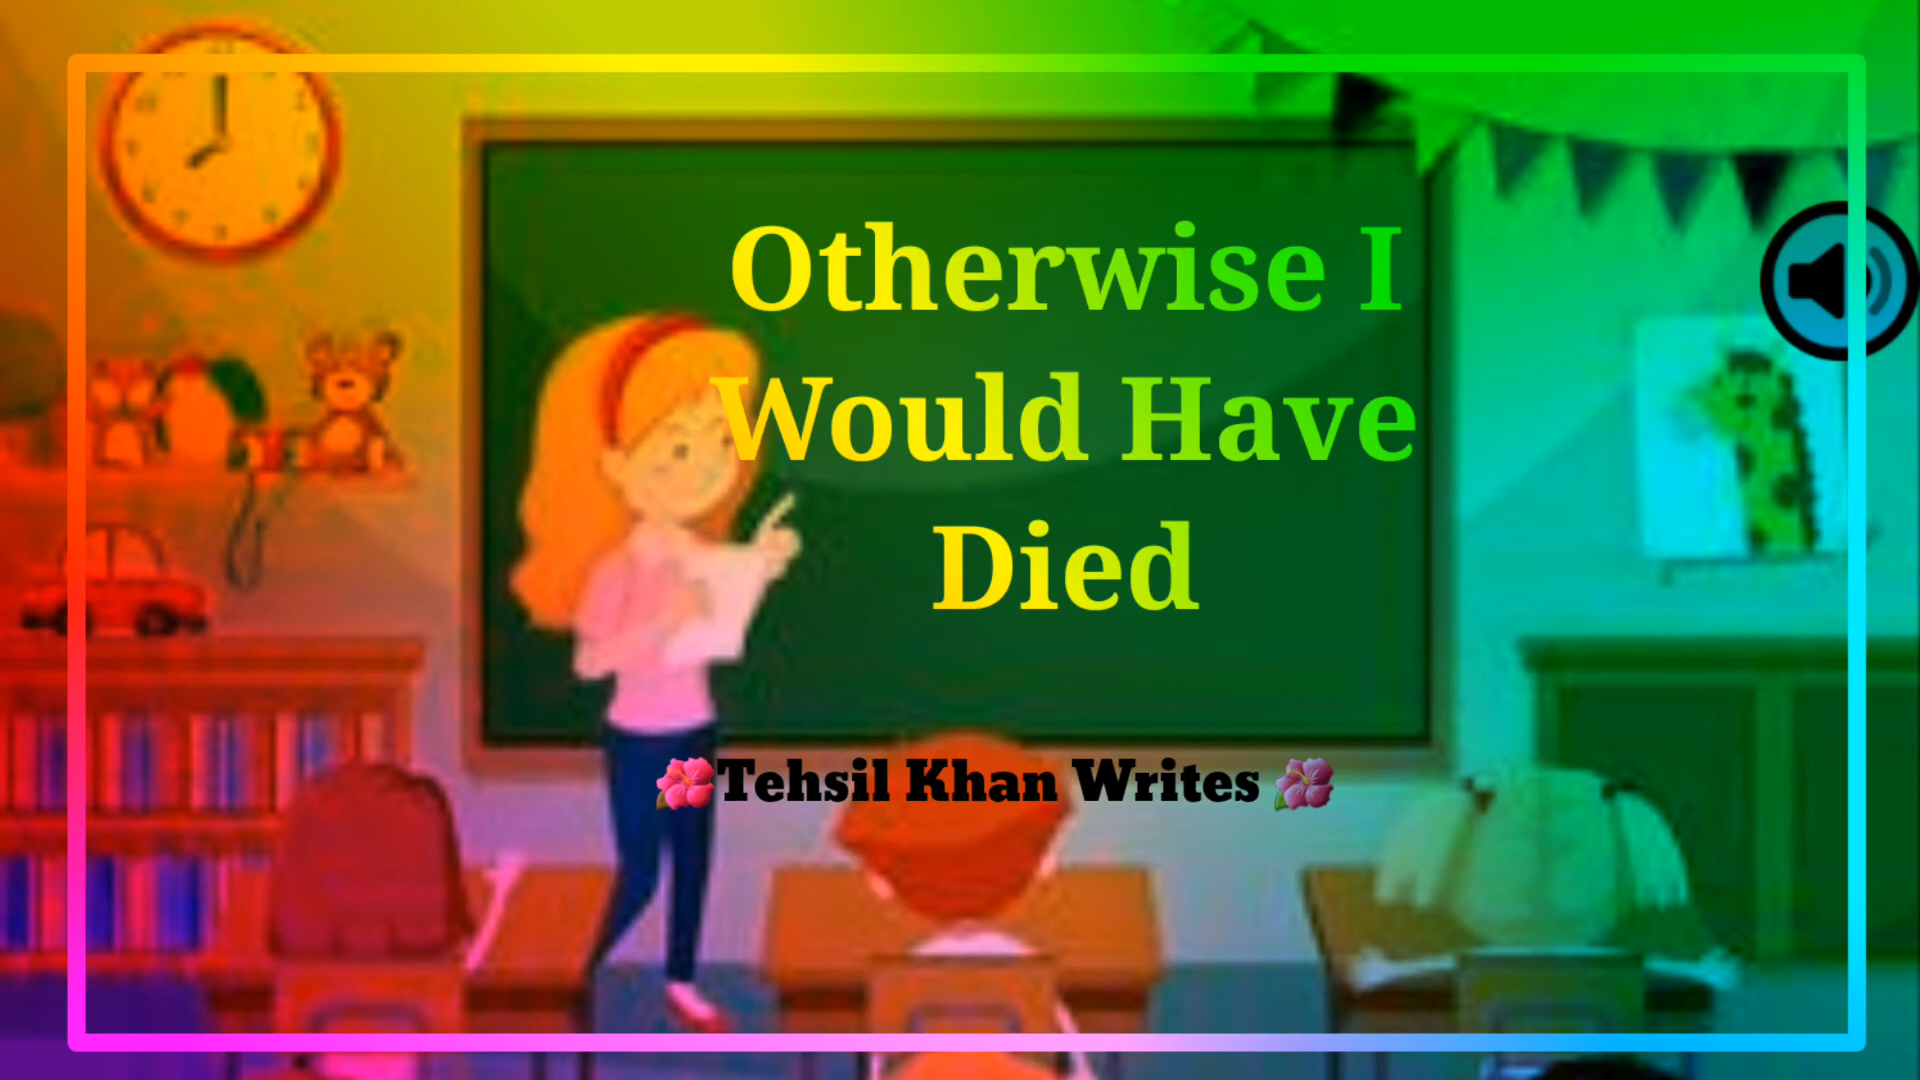 Otherwise I
Would Have
Died
🌺Tehsil Khan Writes 🌺